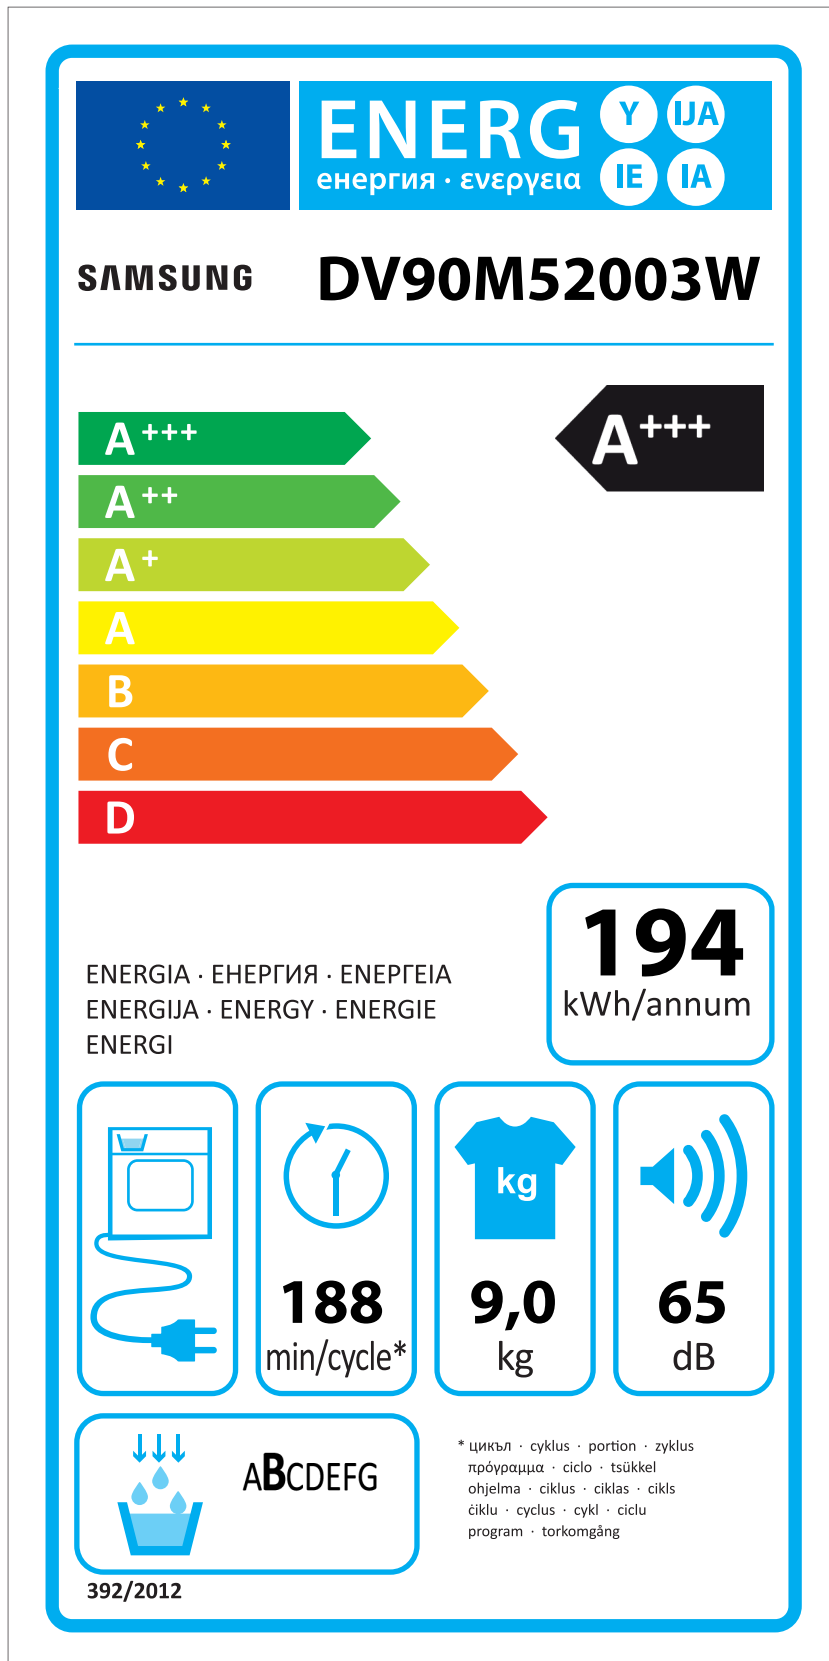 ENERG Y IJA
енергия · ενεργεια IE IA
SAMSUNG DV90M52003W
A+++
A+++
A++
A+
A
B
C
D
194
kWh/annum
ENERGIA · ЕНЕРГИЯ · ΕΝΕΡΓΕΙΑ
ENERGIJA · ENERGY · ENERGIE
ENERGI
kg
188
min/cycle*
9,0
kg
65
dB
ABCDEFG
* цикъл · cyklus · portion · zyklus
πρόγραμμα · ciclo · tsükkel
ohjelma · ciklus · ciklas · cikls
ċiklu · cyclus · cykl · ciclu
program · torkomgång
392/2012